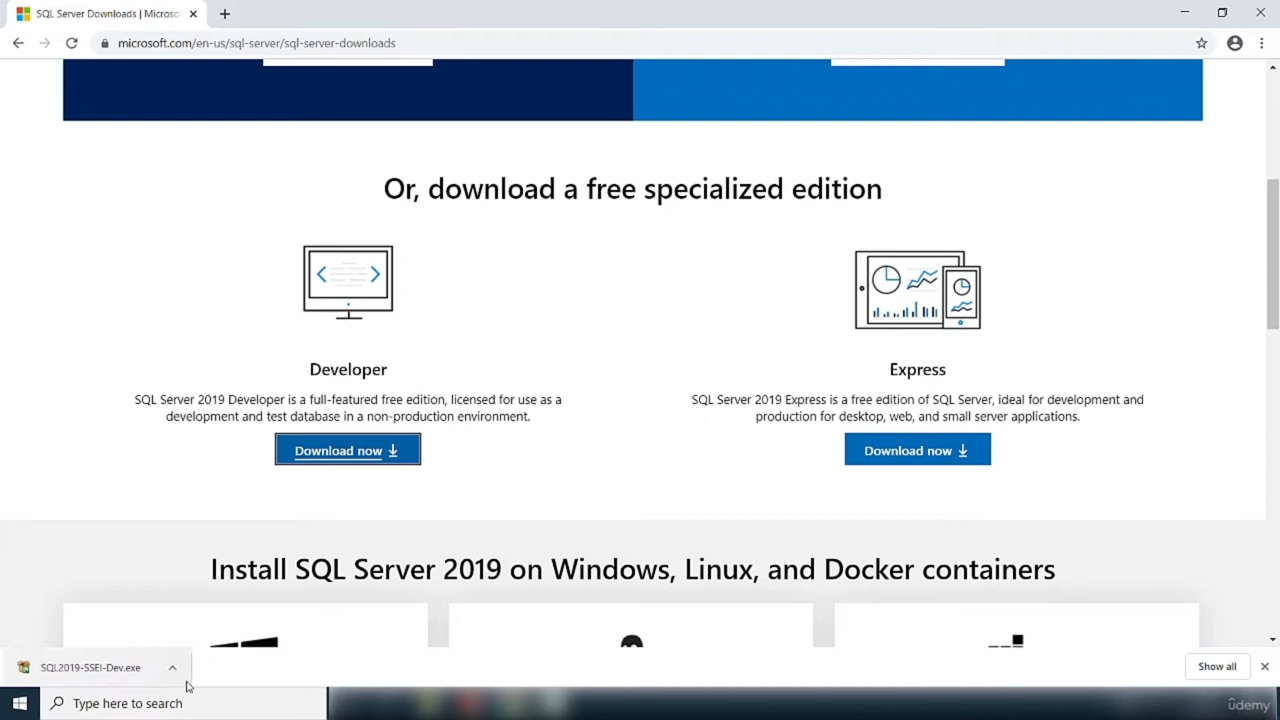 SQL Server Downloads | Microso
microsoft.com/en-us/sql-server/sql-server-downloads
Or, download a free specialized edition
Developer
SQL Server 2019 Developer is a full-featured free edition, licensed for use as a
development and test database in a non-production environment.
Download now
Express
SQL Server 2019 Express is a free edition of SQL Server, ideal for development and
production for desktop, web, and small server applications.
Download now
Install SQL Server 2019 on Windows, Linux, and Docker containers
SQL2019-SSEI-Dev.exe
Show all
Type here to search
ûdemy